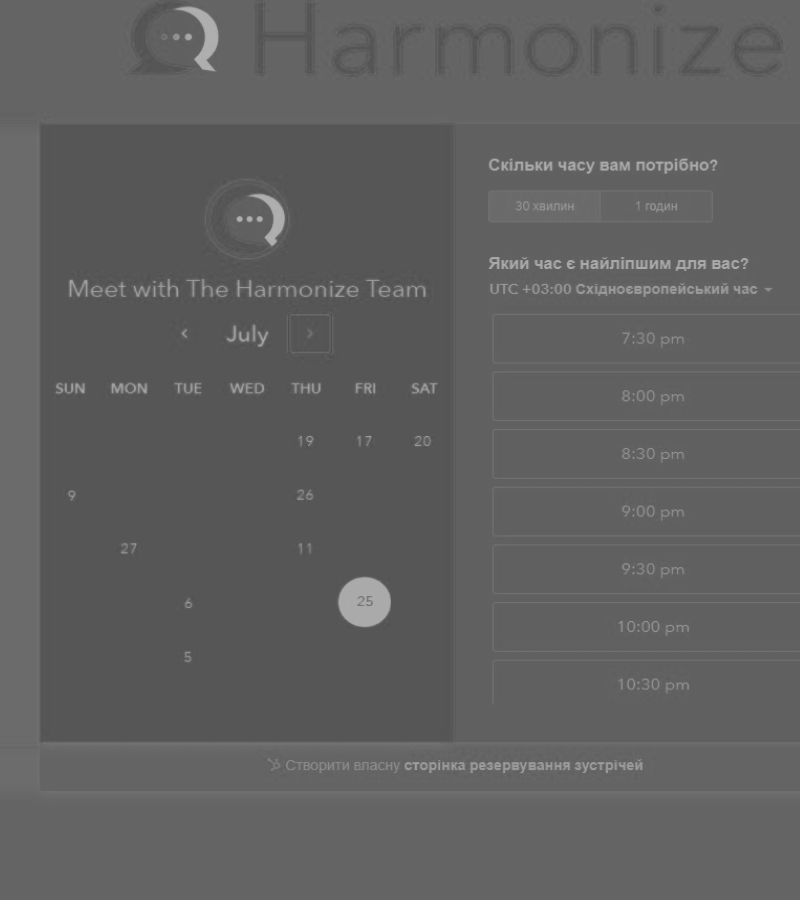 Harmonize
Meet with The Harmonize Team
July
SUN MON TUE WED THU FRI SAT
19 17 20
9 26
27 11
6 25
5
Скільки часу вам потрібно?
30 хвилин 1 годин
Який час є найліпшим для вас?
UTC +03:00 Східноєвропейський час
7:30 pm
8:00 pm
8:30 pm
9:00 pm
9:30 pm
10:00 pm
10:30 pm
Створити власну сторінка резервування зустрічей